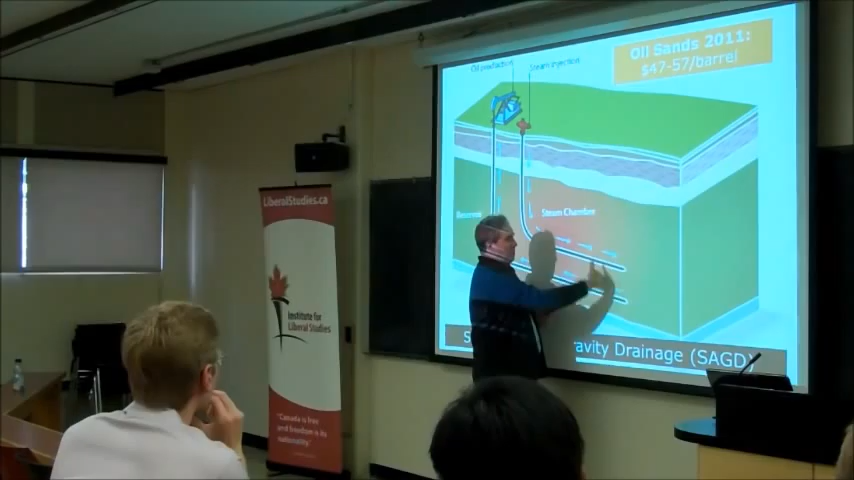 Oil Sands 2011:
$47-57/barrel
Oil production
Steam injection
Steam Chamber
Reservoir
S
avity Drainage (SAGD)
LiberalStudies.ca
Institute for
Liberal Studies
"Canada is free
and freedom is its
nationality."